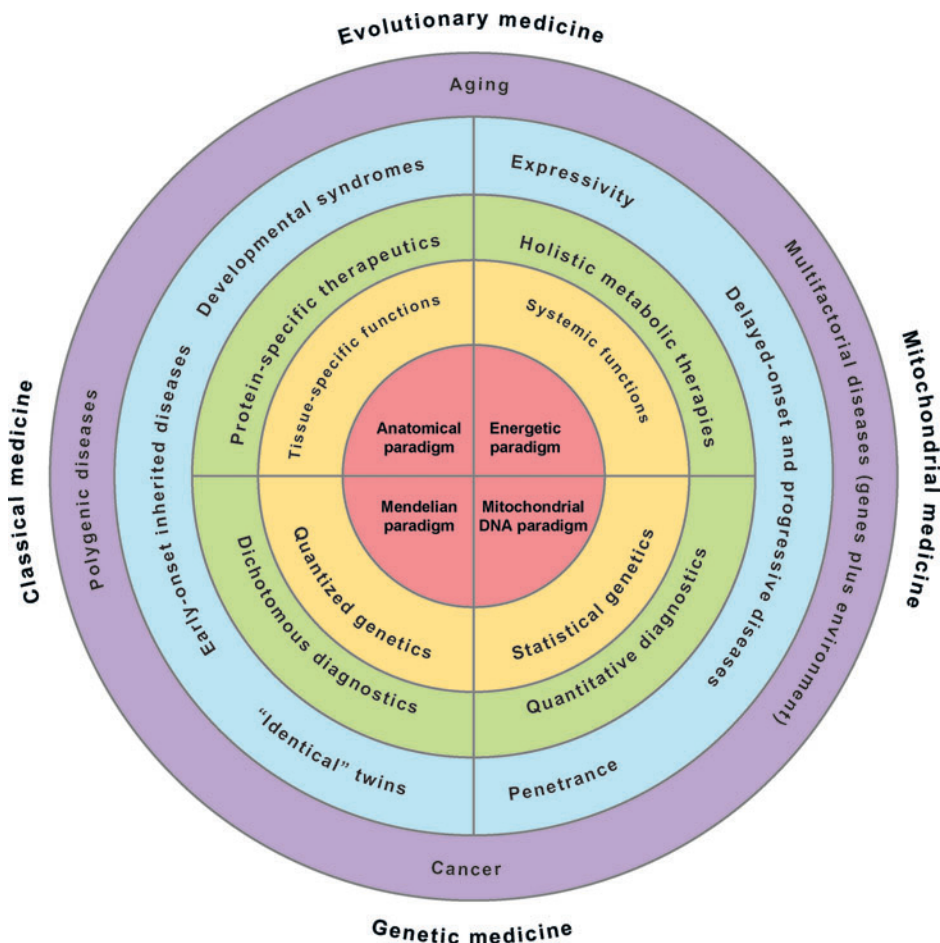 Evolutionary medicine
Aging
Developmental syndromes
Expressivity
Protein-specific therapeutics
Holistic metabolic therapies
Tissue-specific functions
Systemic functions
Anatomical
paradigm
Energetic
paradigm
Mendelian
paradigm
Mitochondrial
DNA paradigm
Classical medicine
Polygenic diseases
Early-onset inherited diseases
Delayed-onset and progressive diseases
Multifactorial diseases (genes plus environment)
Mitochondrial medicine
Quantized genetics
Statistical genetics
Dichotomous diagnostics
Quantitative diagnostics
“Identical” twins
Penetrance
Cancer
Genetic medicine